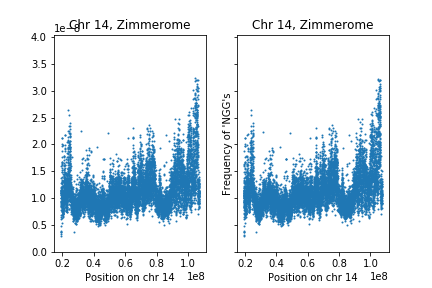 Chr 14, Zimmerome
Chr 14, Zimmerome
1e−8
4.0
3.5
3.0
2.5
2.0
1.5
1.0
0.5
0.0
Frequency of 'NGG's
0.2 0.4 0.6 0.8 1.0
0.2 0.4 0.6 0.8 1.0
1e8
1e8
Position on chr 14
Position on chr 14